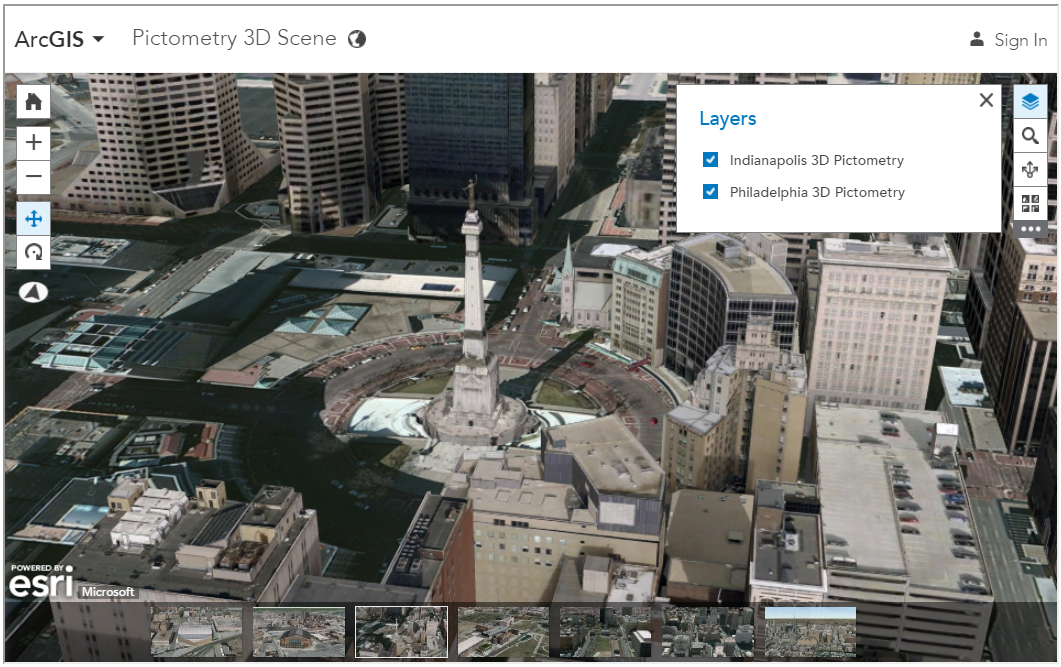 ArcGIS
Pictometry 3D Scene
Sign In
Layers
Indianapolis 3D Pictometry
Philadelphia 3D Pictometry
POWERED BY
esri
Microsoft